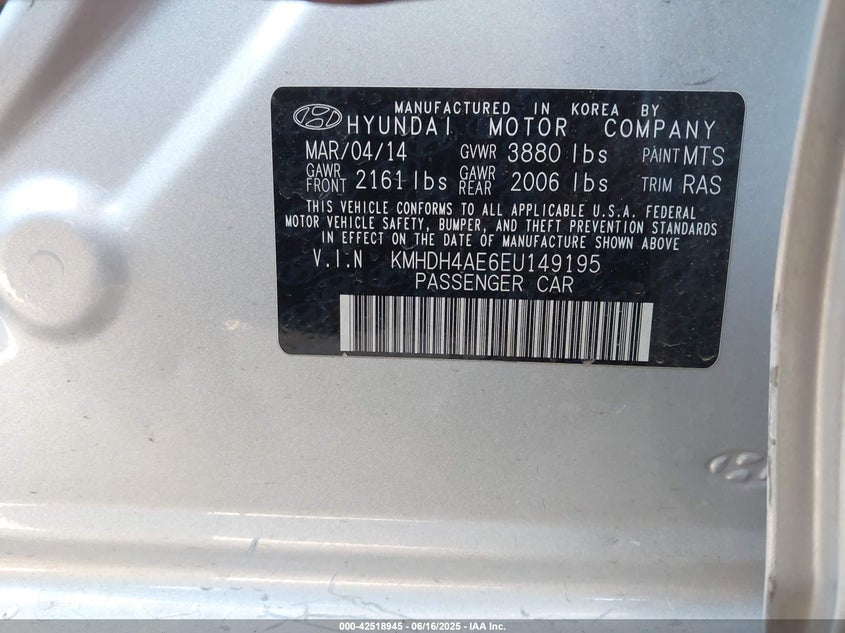 MANUFACTURED IN KOREA BY
HYUNDAI MOTOR COMPANY
MAR/04/14 GVWR 3880 lbs PAINT MTS
GAWR FRONT 2161 lbs GAWR REAR 2006 lbs TRIM RAS
THIS VEHICLE CONFORMS TO ALL APPLICABLE U.S.A. FEDERAL
MOTOR VEHICLE SAFETY, BUMPER, AND THEFT PREVENTION STANDARDS
IN EFFECT ON THE DATE OF MANUFACTURE SHOWN ABOVE
V.I.N KMHDH4AE6EU149195
PASSENGER CAR
000-42518945 - 06/16/2025 - IAA Inc.